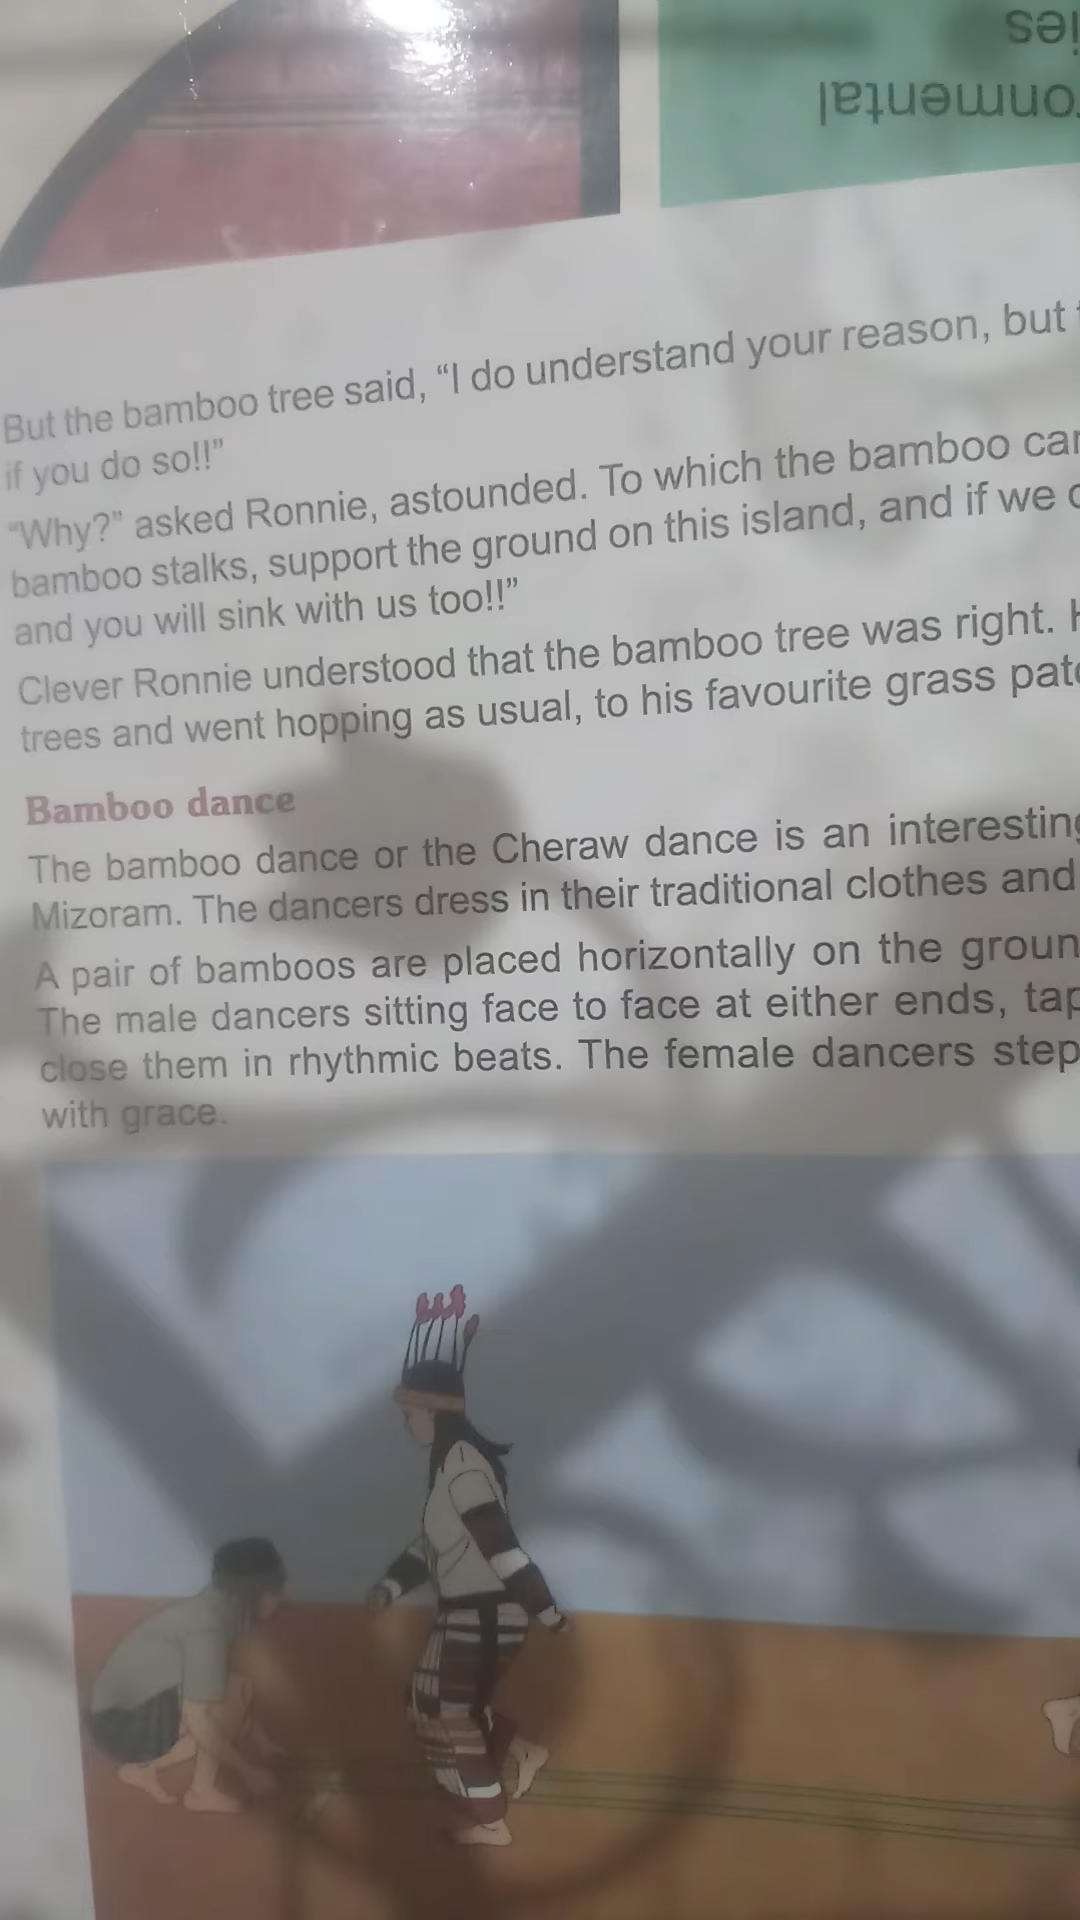 ies
onmental
But the bamboo tree said, “I do understand your reason, but
if you do so!!”
“Why?” asked Ronnie, astounded. To which the bamboo
bamboo stalks, support the ground on this island, and if we
and you will sink with us too!!”
Clever Ronnie understood that the bamboo tree was right.
trees and went hopping as usual, to his favourite grass
Bamboo dance
The bamboo dance or the Cheraw dance is an interesting
Mizoram. The dancers dress in their traditional clothes and
A pair of bamboos are placed horizontally on the
The male dancers sitting face to face at either ends,
close them in rhythmic beats. The female dancers step
with grace.